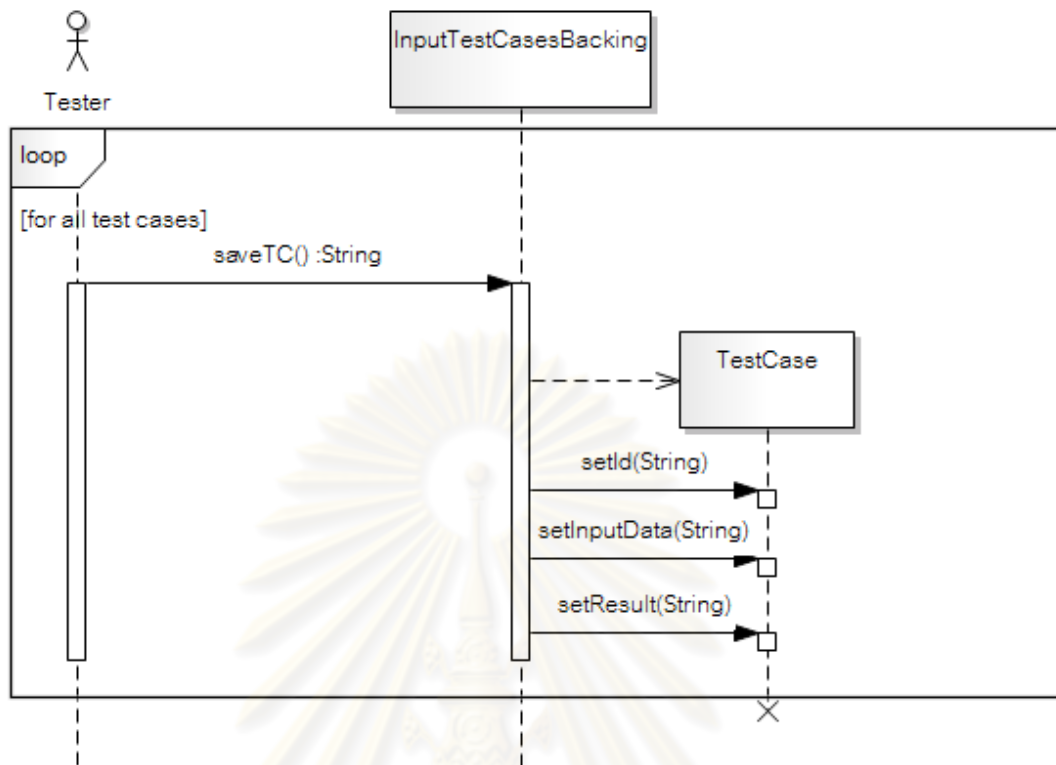 InputTestCasesBacking
Tester
loop
[for all test cases]
saveTC() :String
TestCase
setId(String)
setInputData(String)
setResult(String)